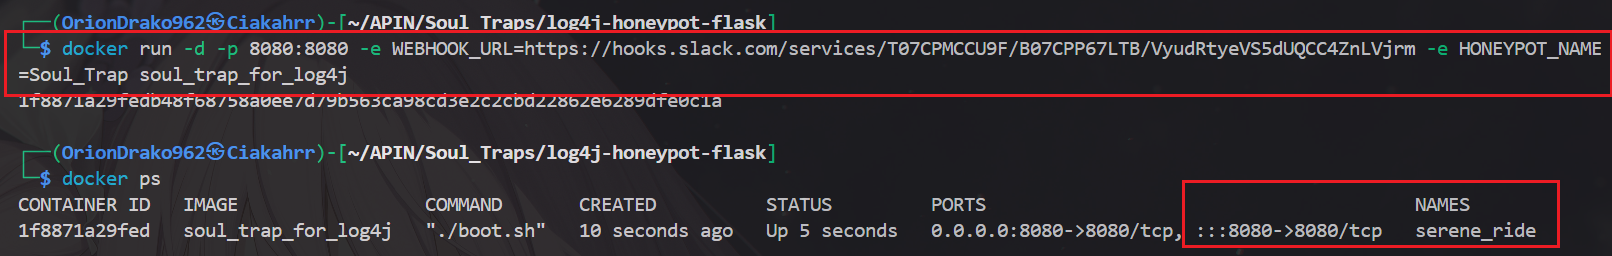 ┌──(OrionDrako962㉿Ciakahrr)-[~/APIN/Soul_Traps/log4j-honeypot-flask]
└─$ docker run -d -p 8080:8080 -e WEBHOOK_URL=https://hooks.slack.com/services/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 -e HONEYPOT_NAME
=Soul_Trap soul_trap_for_log4j
1f8871a29fedb48f68758a0ee7d79b563ca98cd3e2c2cbd22862e6289dfe0c1a
┌──(OrionDrako962㉿Ciakahrr)-[~/APIN/Soul_Traps/log4j-honeypot-flask]
└─$ docker ps
CONTAINER ID   IMAGE                 COMMAND       CREATED          STATUS         PORTS                                       NAMES
1f8871a29fed   soul_trap_for_log4j   "./boot.sh"   10 seconds ago   Up 5 seconds   0.0.0.0:8080->8080/tcp, :::8080->8080/tcp   serene_ride